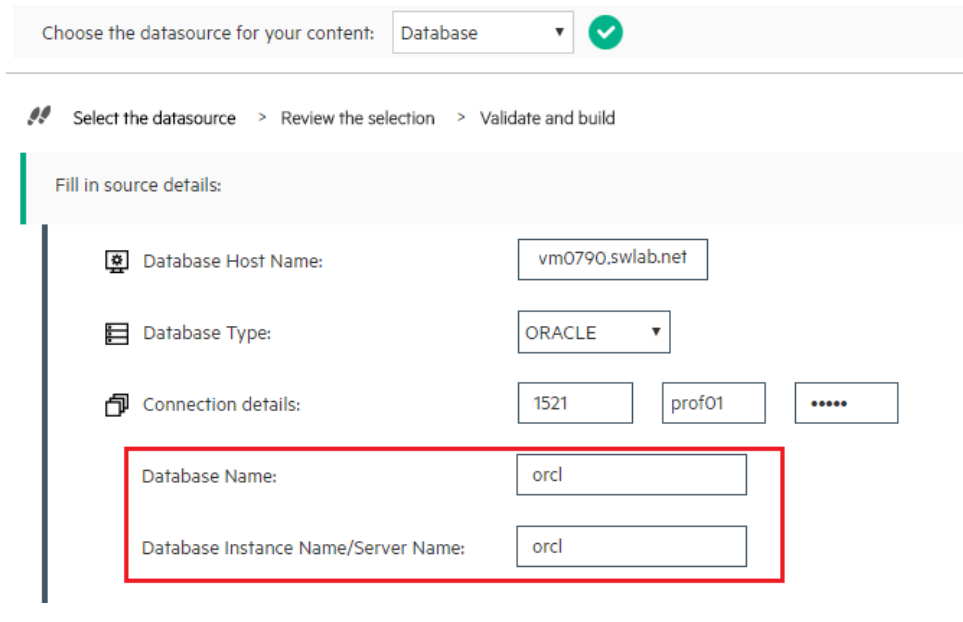 Choose the datasource for your content: Database
Select the datasource > Review the selection > Validate and build
Fill in source details:
Database Host Name: vm0790.swlab.net
Database Type: ORACLE
Connection details: 1521 prof01 •••••
Database Name: orcl
Database Instance Name/Server Name: orcl